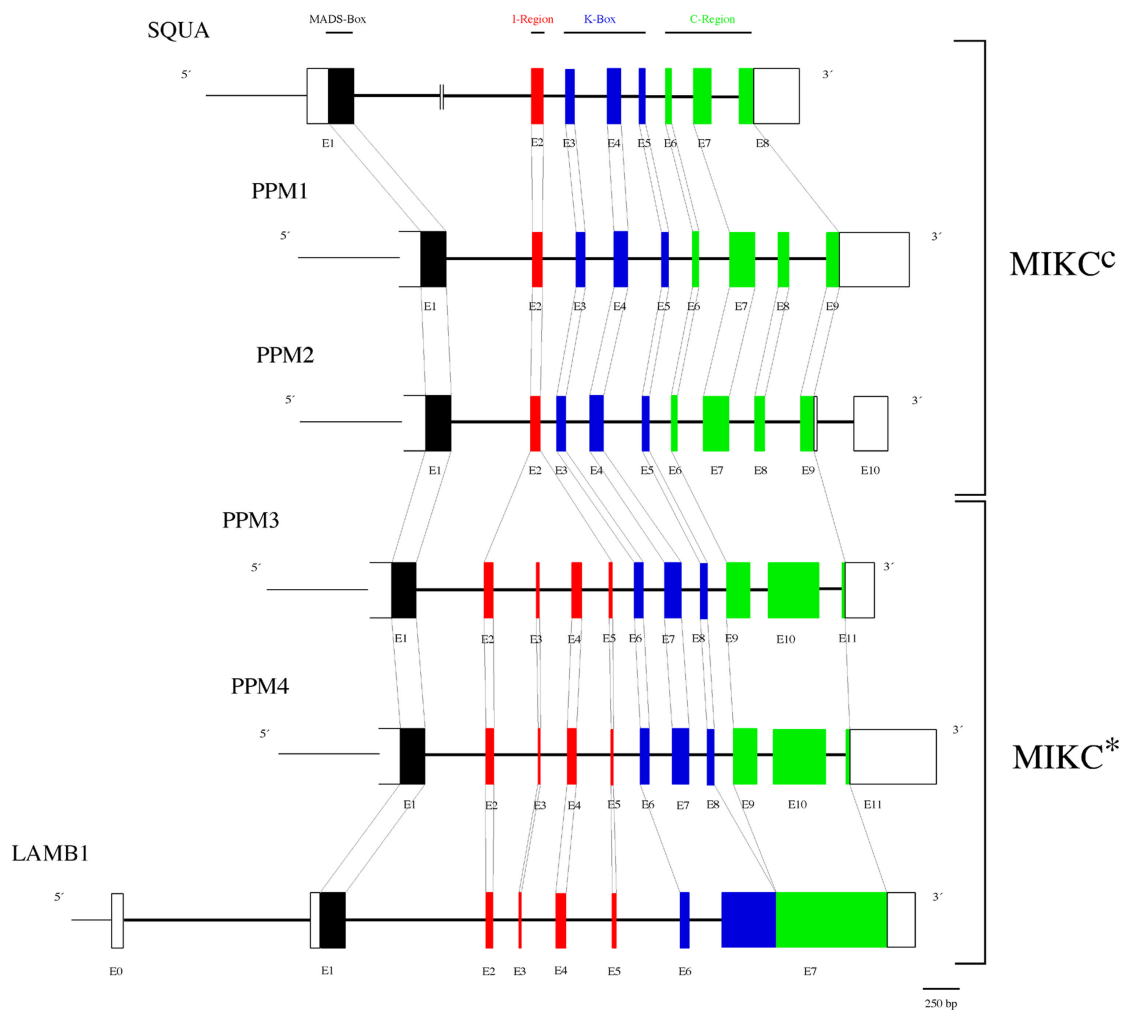 MADS-Box I-Region K-Box C-Region
SQUA
5´ 3´
E1 E2 E3 E4 E5 E6 E7 E8
PPM1
5´ 3´
E1 E2 E3 E4 E5 E6 E7 E8 E9
MIKCc
PPM2
5´ 3´
E1 E2 E3 E4 E5 E6 E7 E8 E9 E10
PPM3
5´ 3´
E1 E2 E3 E4 E5 E6 E7 E8 E9 E10 E11
PPM4
5´ 3´
E1 E2 E3 E4 E5 E6 E7 E8 E9 E10 E11
MIKC*
LAMB1
5´ 3´
E0 E1 E2 E3 E4 E5 E6 E7
250 bp